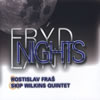 FRYD
NIGHTS
ROSTISLAV FRAŠ
SKIP WILKINS QUINTET